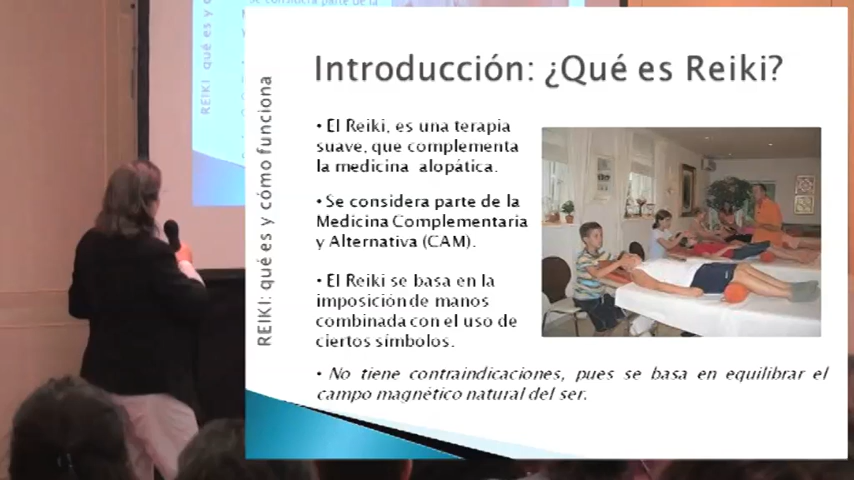 Se considera parte de la
REIKI qué es y c
REIKI: qué es y cómo funciona
Introducción: ¿Qué es Reiki?
• El Reiki, es una terapia
suave, que complementa
la medicina alopática.
• Se considera parte de la
Medicina Complementaria
y Alternativa (CAM).
• El Reiki se basa en la
imposición de manos
combinada con el uso de
ciertos símbolos.
• No tiene contraindicaciones, pues se basa en equilibrar el
campo magnético natural del ser.